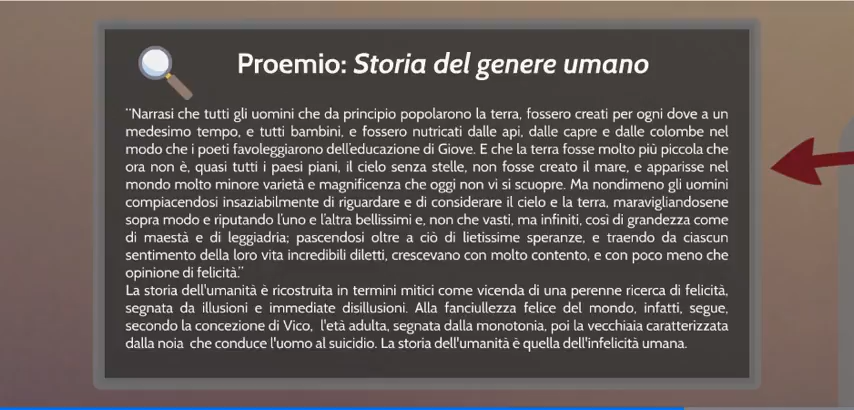 Proemio: Storia del genere umano
"Narrasi che tutti gli uomini che da principio popolarono la terra, fossero creati per ogni dove a un
medesimo tempo, e tutti bambini, e fossero nutricati dalle api, dalle capre e dalle colombe nel
modo che i poeti favoleggiarono dell'educazione di Giove. E che la terra fosse molto più piccola che
ora non è, quasi tutti i paesi piani, il cielo senza stelle, non fosse creato il mare, e apparisse nel
mondo molto minore varietà e magnificenza che oggi non vi si scuopre. Ma nondimeno gli uomini
compiacendosi insaziabilmente di riguardare e di considerare il cielo e la terra, maravigliandosene
sopra modo e riputando l'uno e l'altra bellissimi e, non che vasti, ma infiniti, così di grandezza come
di maestà e di leggiadria; pascendosi oltre a ciò di lietissime speranze, e traendo da ciascun
sentimento della loro vita incredibili diletti, crescevano con molto contento, e con poco meno che
opinione di felicità."
La storia dell'umanità è ricostruita in termini mitici come vicenda di una perenne ricerca di felicità,
segnata da illusioni e immediate disillusioni. Alla fanciullezza felice del mondo, infatti, segue,
secondo la concezione di Vico, l'età adulta, segnata dalla monotonia, poi la vecchiaia caratterizzata
dalla noia che conduce l'uomo al suicidio. La storia dell'umanità è quella dell'infelicità umana.